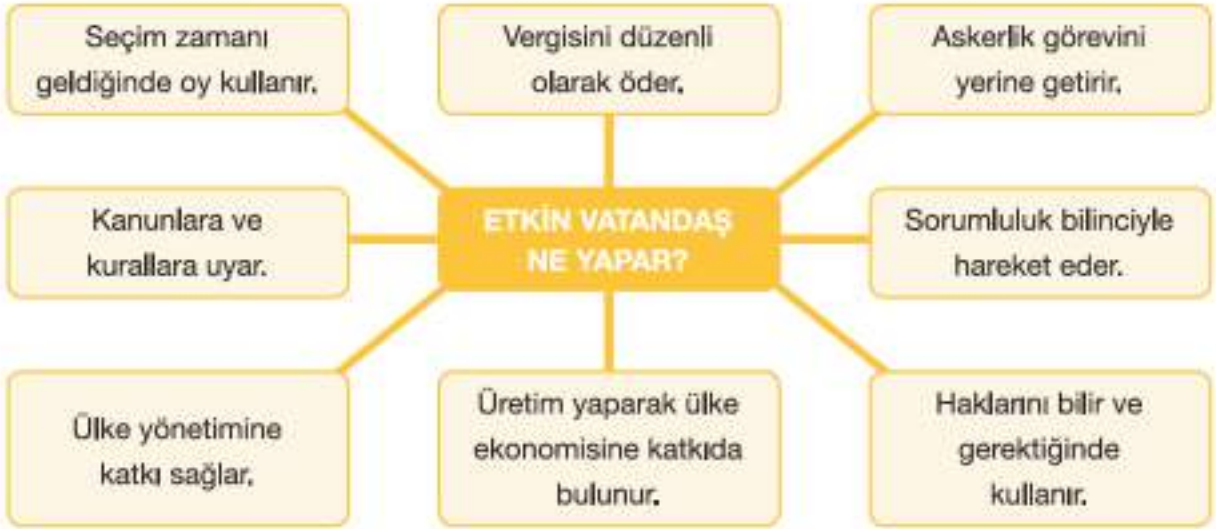 Seçim zamanı
geldiğinde oy kullanır.
Vergisini düzenli
olarak öder.
Askerlik görevini
yerine getirir.
Kanunlara ve
kurallara uyar.
ETKİN VATANDAŞ
NE YAPAR?
Sorumluluk bilinciyle
hareket eder.
Ülke yönetimine
katkı sağlar.
Üretim yaparak ülke
ekonomisine katkıda
bulunur.
Haklarını bilir ve
gerektiğinde
kullanır.